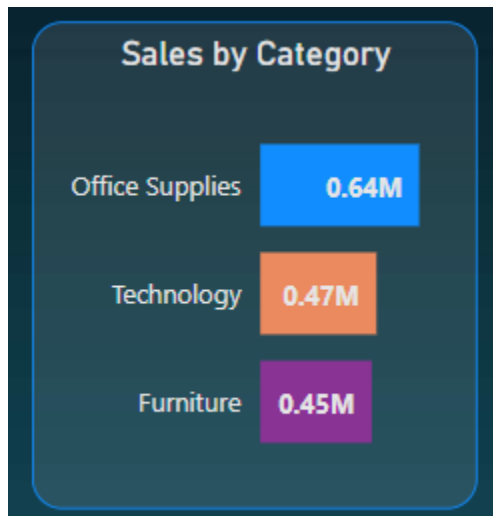 Sales by Category
Office Supplies 0.64M
Technology 0.47M
Furniture 0.45M